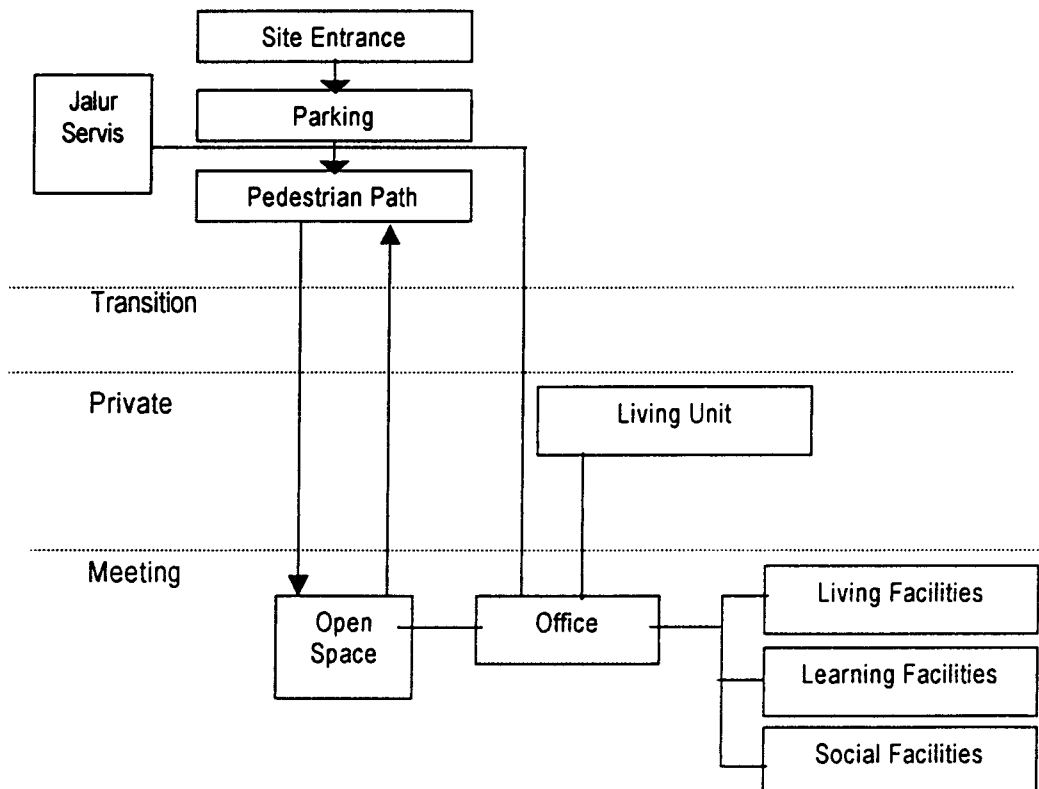 Site Entrance
Jalur
Servis
Parking
Pedestrian Path
Transition
Private
Living Unit
Meeting
Open
Space
Office
Living Facilities
Learning Facilities
Social Facilities